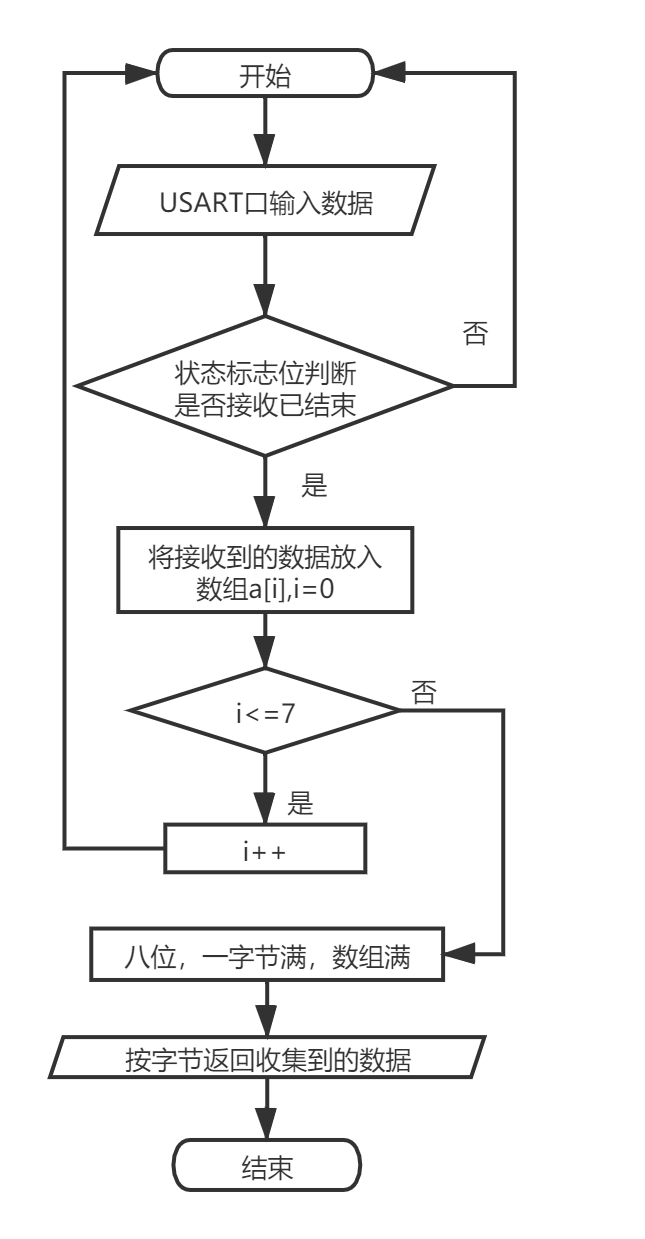 开始
USART口输入数据
否
状态标志位判断
是否接收已结束
是
将接收到的数据放入
数组a[i],i=0
否
i<=7
是
i++
八位，一字节满，数组满
按字节返回收集到的数据
结束